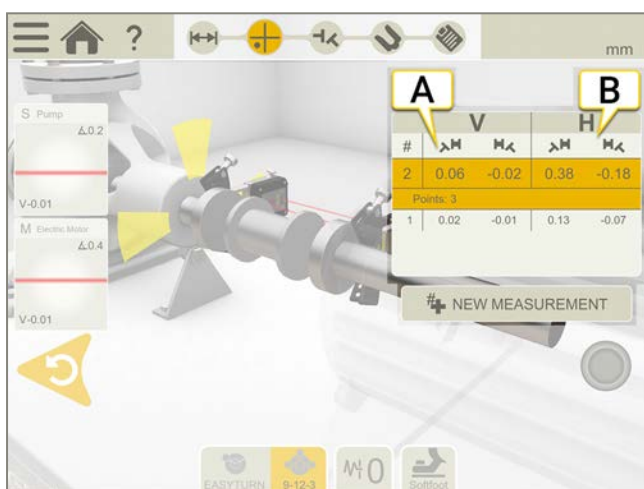 ?
mm
A
B
S Pump
0.2
V-0.01
M Electric Motor
0.4
V-0.01
V H
#
2 0.06 -0.02 0.38 -0.18
Points: 3
1 0.02 -0.01 0.13 -0.07
# NEW MEASUREMENT
EASYTURN 9-12-3 0 Softfoot